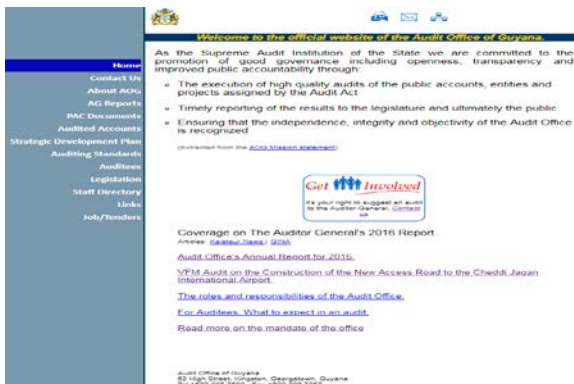 Welcome to the official website of the Audit Office of Guyana.
Home
Contact Us
About AOG
AG Reports
PAC Documents
Audited Accounts
Strategic Development Plan
Auditing Standards
Auditees
Legislation
Staff Directory
Links
Job/Tenders
As the Supreme Audit Institution of the State we are committed to the
promotion of good governance including openness, transparency and
improved public accountability through:
The execution of high quality audits of the public accounts, entities and
projects assigned by the Audit Act
Timely reporting of the results to the legislature and ultimately the public
Ensuring that the independence, integrity and objectivity of the Audit Office
is recognized
(Extracted from the AOG Mission statement)
Get Involved
It's your right to suggest an audit
to the Auditor General. Contact
us
Coverage on The Auditor General's 2016 Report
Articles: Kaieteur News | GINA
Audit Office's Annual Report for 2016.
VFM Audit on the Construction of the New Access Road to the Cheddi Jagan
International Airport.
The roles and responsibilities of the Audit Office.
For Auditees. What to expect in an audit.
Read more on the mandate of the office
Audit Office of Guyana
63 High Street, Kingston, Georgetown, Guyana